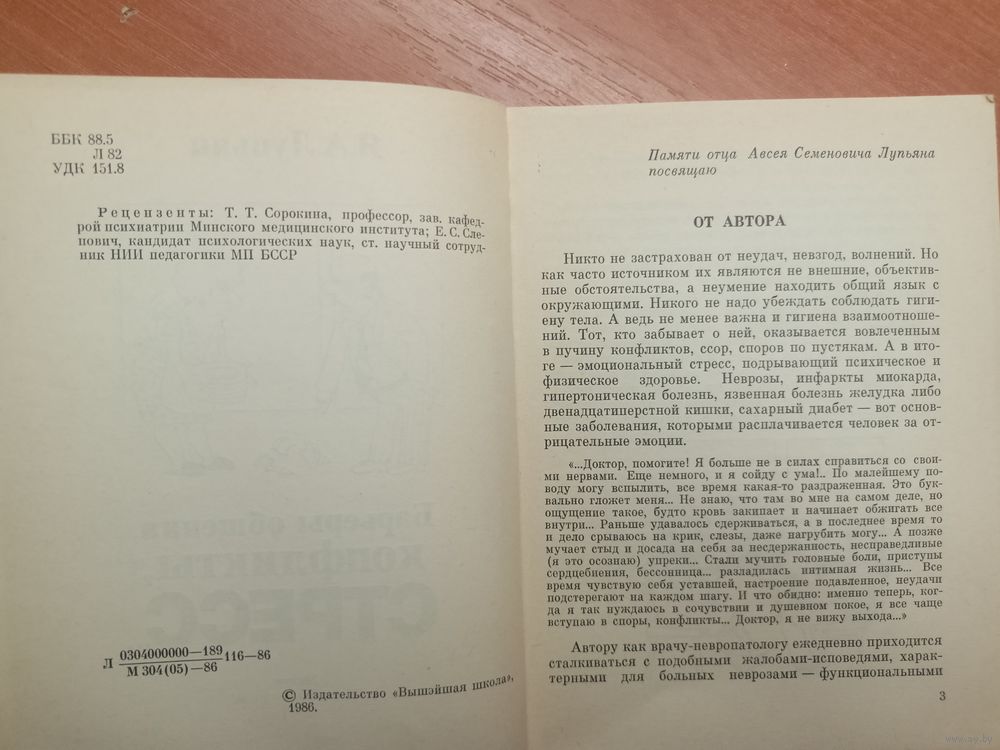 ББК 88.5
Л 82
УДК 151.8
Рецензенты: Т. Т. Сорокина, профессор, зав. кафед-
рой психиатрии Минского медицинского института; Е. С. Сле-
пович, кандидат психологических наук, ст. научный сотруд-
ник НИИ педагогики МП БССР
Л 0304000000—189 116—86
М 304(05)—86
© Издательство «Вышэйшая школа»,
1986.
Памяти отца Авсея Семеновича Лупьяна
посвящаю
ОТ АВТОРА
Никто не застрахован от неудач, невзгод, волнений. Но
как часто источником их являются не внешние, объектив-
ные обстоятельства, а неумение находить общий язык с
окружающими. Никого не надо убеждать соблюдать гиги-
ену тела. А ведь не менее важна и гигиена взаимоотноше-
ний. Тот, кто забывает о ней, оказывается вовлеченным
в пучину конфликтов, ссор, споров по пустякам. А в ито-
ге — эмоциональный стресс, подрывающий психическое и
физическое здоровье. Неврозы, инфаркты миокарда,
гипертоническая болезнь, язвенная болезнь желудка либо
двенадцатиперстной кишки, сахарный диабет — вот основ-
ные заболевания, которыми расплачивается человек за от-
рицательные эмоции.
«...Доктор, помогите! Я больше не в силах справиться со свои-
ми нервами. Еще немного, и я сойду с ума!.. По малейшему по-
воду могу вспылить, все время какая-то раздраженная. Это бук-
вально гложет меня... Не знаю, что там во мне на самом деле, но
ощущение такое, будто кровь закипает и начинает обжигать все
внутри... Раньше удавалось сдерживаться, а в последнее время то
и дело срываюсь на крик, слезы, даже нагрубить могу... А позже
мучает стыд и досада на себя за несдержанность, несправедливые
(я это осознаю) упреки... Стали мучить головные боли, приступы
сердцебиения, бессонница... разладилась интимная жизнь... Все
время чувствую себя уставшей, настроение подавленное, неудачи
подстерегают на каждом шагу. И что обидно: именно теперь, ког-
да я так нуждаюсь в сочувствии и душевном покое, я все чаще
вступаю в споры, конфликты... Доктор, я не вижу выхода...»
Автору как врачу-невропатологу ежедневно приходится
сталкиваться с подобными жалобами-исповедями, харак-
терными для больных неврозами — функциональными
3
www.ay.by